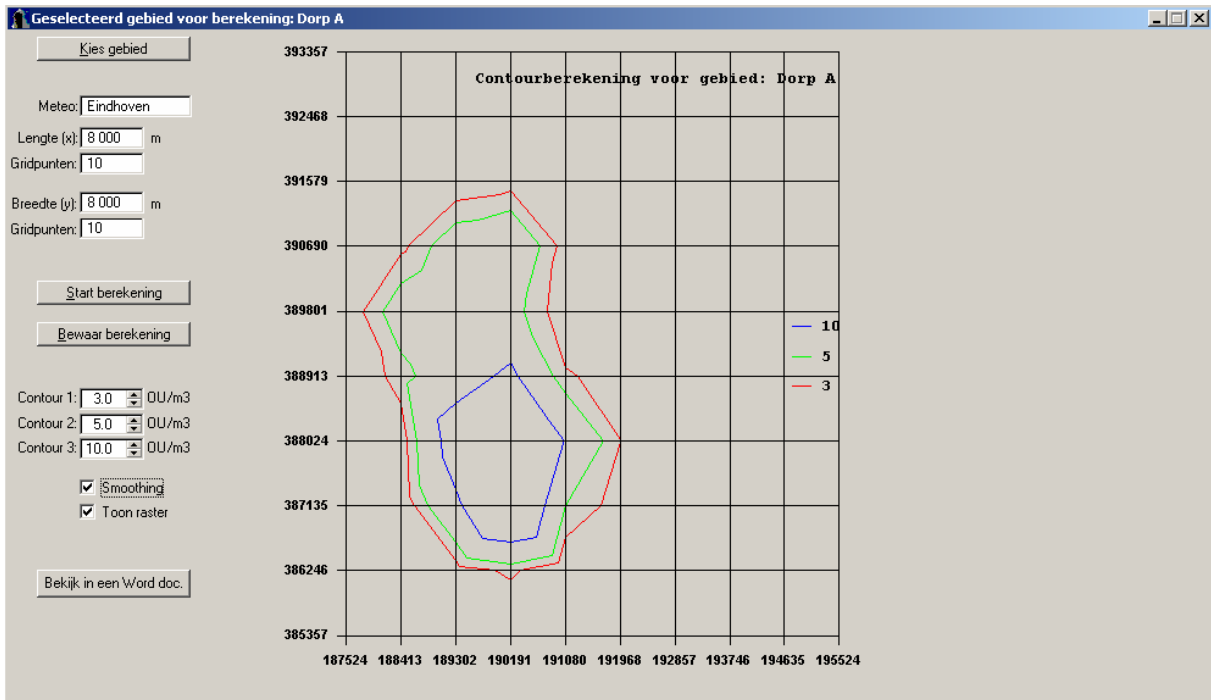 Geselecteerd gebied voor berekening: Dorp A
Kies gebied
Meteo: Eindhoven
Lengte (x): 8 000 m
Gridpunten: 10
Breedte (y): 8 000 m
Gridpunten: 10
Start berekening
Bewaar berekening
Contour 1: 3.0 OU/m3
Contour 2: 5.0 OU/m3
Contour 3: 10.0 OU/m3
Smoothing
Toon raster
Bekijk in een Word doc.
Contourberekening voor gebied: Dorp A
393357
392468
391579
390690
389801
388913
388024
387135
386246
385357
187524 188413 189302 190191 191080 191968 192857 193746 194635 195524
10
5
3